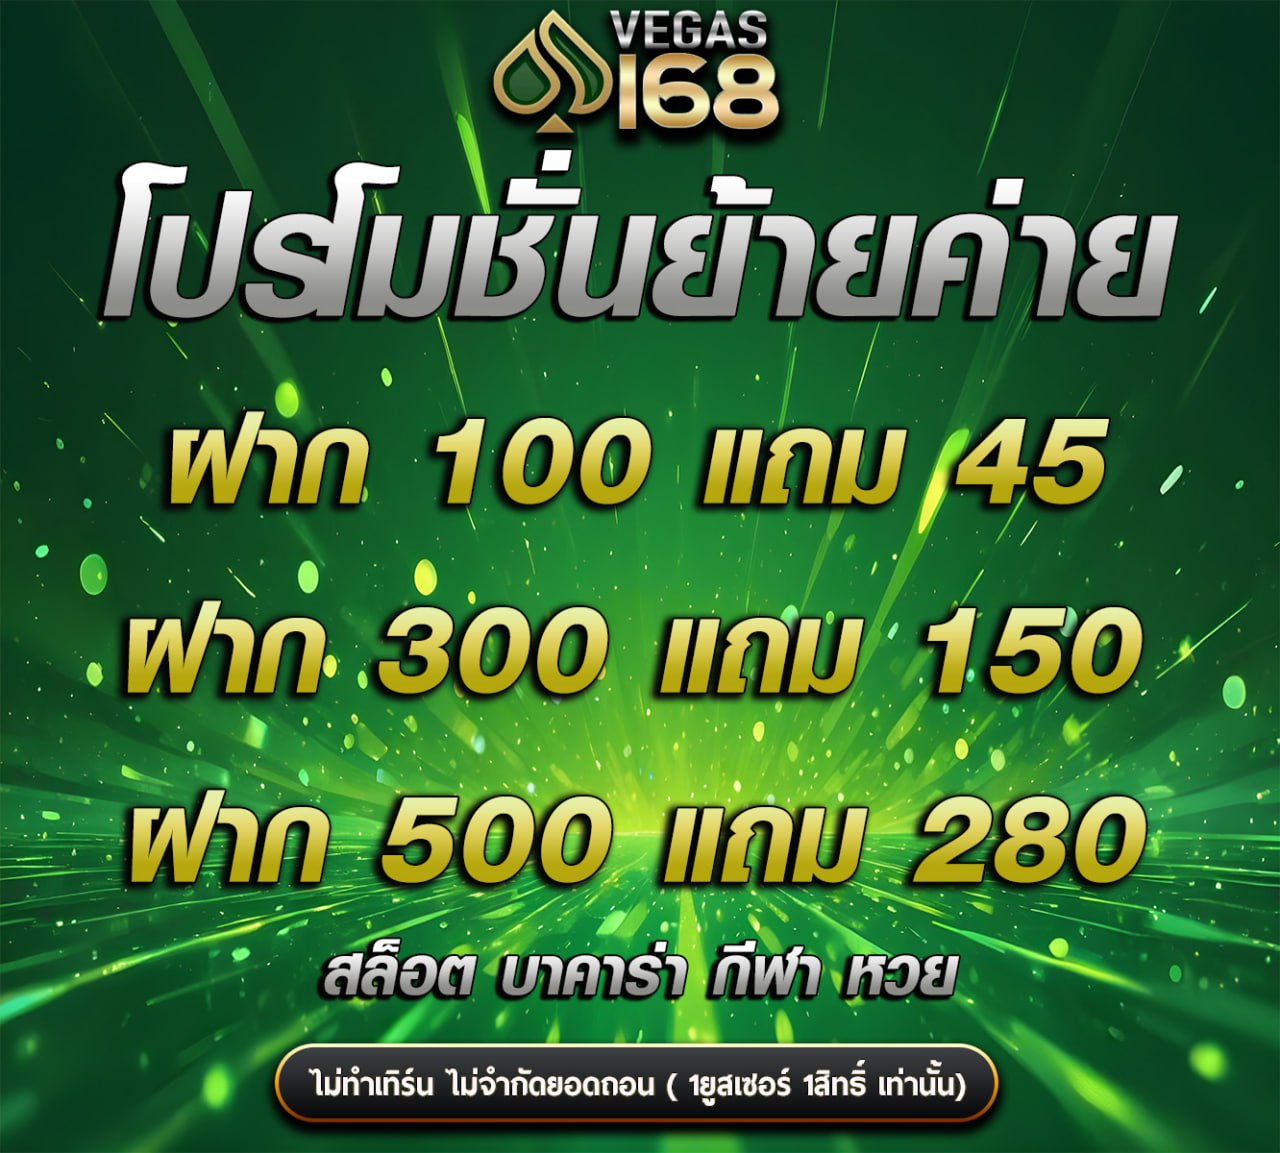 VEGAS
168
โปรโมชั่นย้ายค่าย
ฝาก 100 แถม 45
ฝาก 300 แถม 150
ฝาก 500 แถม 280
สล็อต บาคาร่า กีฬา หวย
ไม่ทำเทิร์น ไม่จำกัดยอดถอน ( 1ยูสเซอร์ 1สิทธิ์ เท่านั้น)